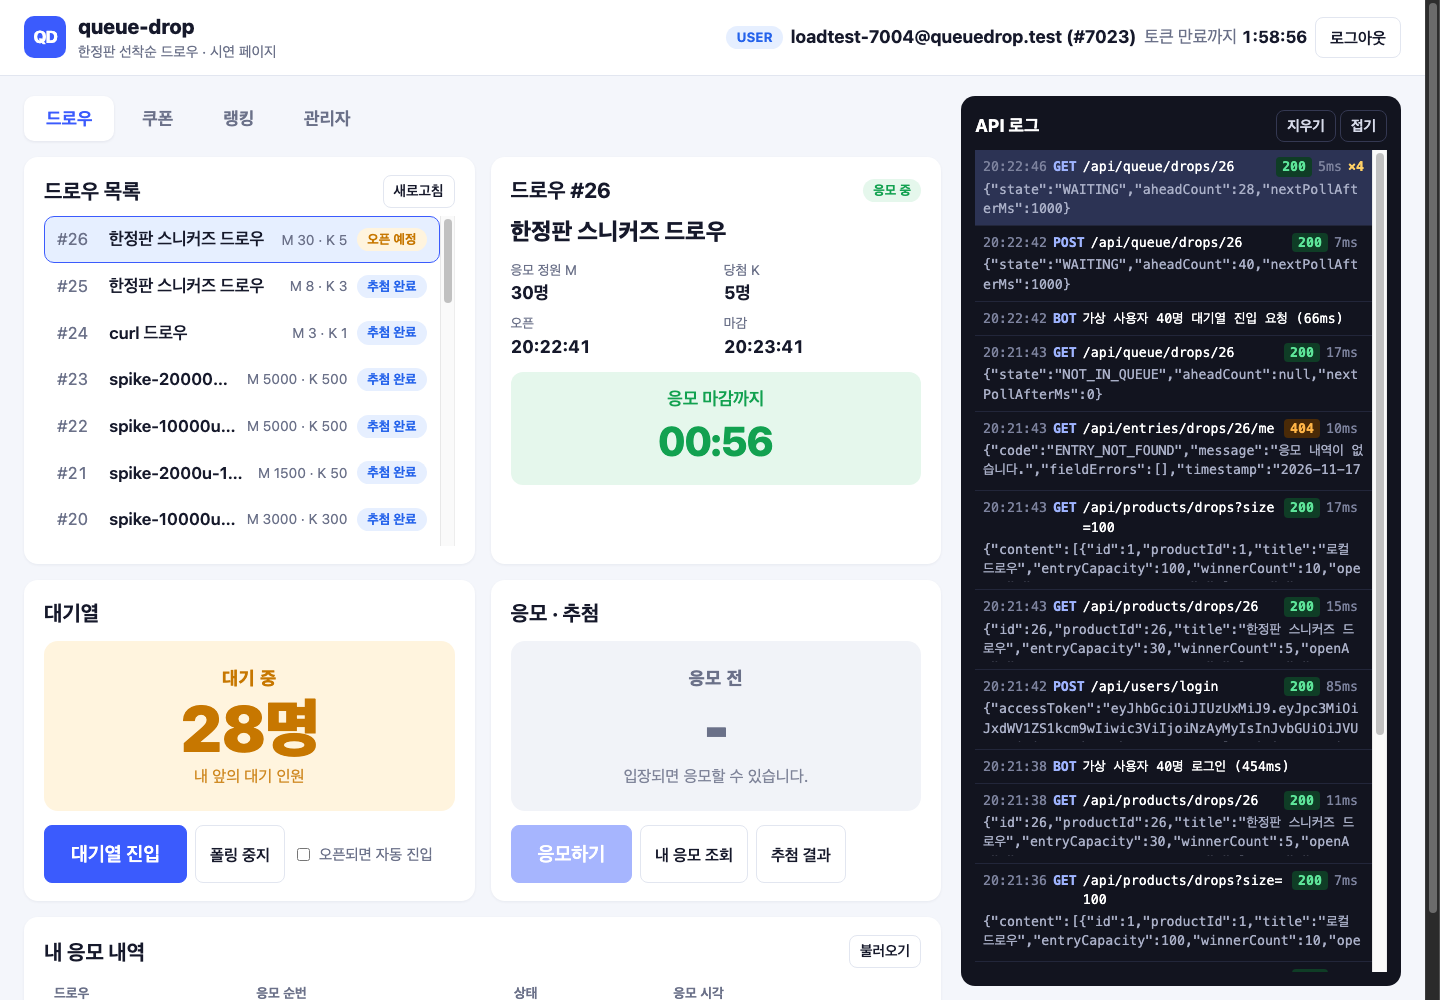 QD
queue-drop
한정판 선착순 드로우 · 시연 페이지
USER loadtest-7004@queuedrop.test (#7023) 토큰 만료까지 1:58:56 로그아웃
드로우 쿠폰 랭킹 관리자
드로우 목록 새로고침
#26 한정판 스니커즈 드로우 M 30 · K 5 오픈 예정
#25 한정판 스니커즈 드로우 M 8 · K 3 추첨 완료
#24 curl 드로우 M 3 · K 1 추첨 완료
#23 spike-20000... M 5000 · K 500 추첨 완료
#22 spike-10000u... M 5000 · K 500 추첨 완료
#21 spike-2000u-1... M 1500 · K 50 추첨 완료
#20 spike-10000u... M 3000 · K 300 추첨 완료
드로우 #26 응모 중
한정판 스니커즈 드로우
응모 정원 M 당첨 K
30명 5명
오픈 마감
20:22:41 20:23:41
응모 마감까지
00:56
대기열
대기 중
28명
내 앞의 대기 인원
대기열 진입 폴링 중지 오픈되면 자동 진입
응모 · 추첨
응모 전
-
입장되면 응모할 수 있습니다.
응모하기 내 응모 조회 추첨 결과
내 응모 내역 불러오기
드로우 응모 순번 상태 응모 시각
API 로그 지우기 접기
20:22:46 GET /api/queue/drops/26 200 5ms ×4
{"state":"WAITING","aheadCount":28,"nextPollAft
erMs":1000}
20:22:42 POST /api/queue/drops/26 200 7ms
{"state":"WAITING","aheadCount":40,"nextPollAft
erMs":1000}
20:22:42 BOT 가상 사용자 40명 대기열 진입 요청 (66ms)
20:21:43 GET /api/queue/drops/26 200 17ms
{"state":"NOT_IN_QUEUE","aheadCount":null,"next
PollAfterMs":0}
20:21:43 GET /api/entries/drops/26/me 404 10ms
{"code":"ENTRY_NOT_FOUND","message":"응모 내역이 없
습니다.","fieldErrors":[],"timestamp":"2026-11-17
20:21:43 GET /api/products/drops?size 200 17ms
=100
{"content":[{"id":1,"productId":1,"title":"로컬
드로우","entryCapacity":100,"winnerCount":10,"ope
20:21:43 GET /api/products/drops/26 200 15ms
{"id":26,"productId":26,"title":"한정판 스니커즈 드
로우","entryCapacity":30,"winnerCount":5,"openA
20:21:42 POST /api/users/login 200 85ms
{"accessToken":"eyJhbGciOiJIUzUxMiJ9.eyJpc3MiOi
JxdWV1ZS1kcm9wIiwic3ViIjoiNzAyMyIsInJvbGUiOiJVU
20:21:38 BOT 가상 사용자 40명 로그인 (454ms)
20:21:38 GET /api/products/drops/26 200 11ms
{"id":26,"productId":26,"title":"한정판 스니커즈 드
로우","entryCapacity":30,"winnerCount":5,"openA
20:21:36 GET /api/products/drops?size= 200 7ms
100
{"content":[{"id":1,"productId":1,"title":"로컬
드로우","entryCapacity":100,"winnerCount":10,"ope